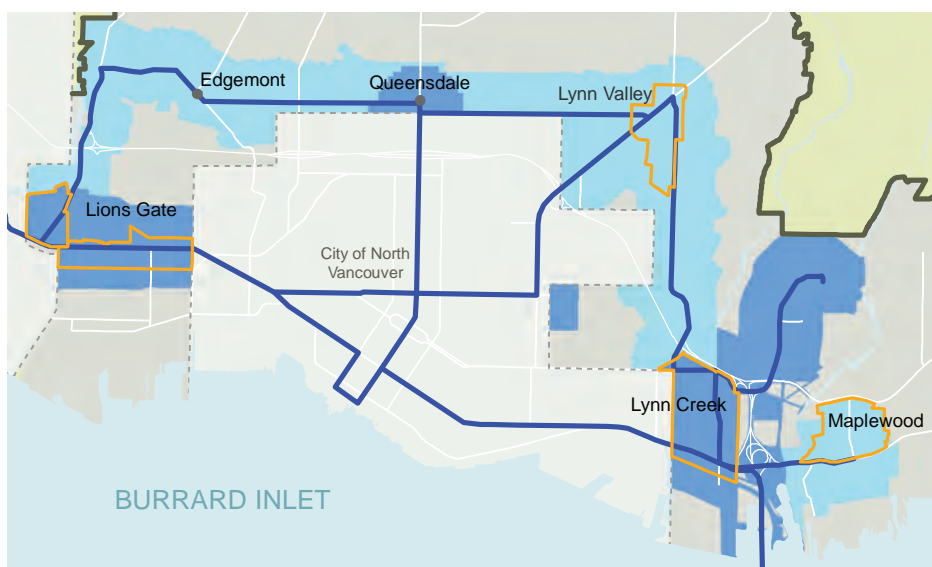 Edgemont
Queensdale
Lynn Valley
Lions Gate
City of North
Vancouver
Lynn Creek
Maplewood
BURRARD INLET